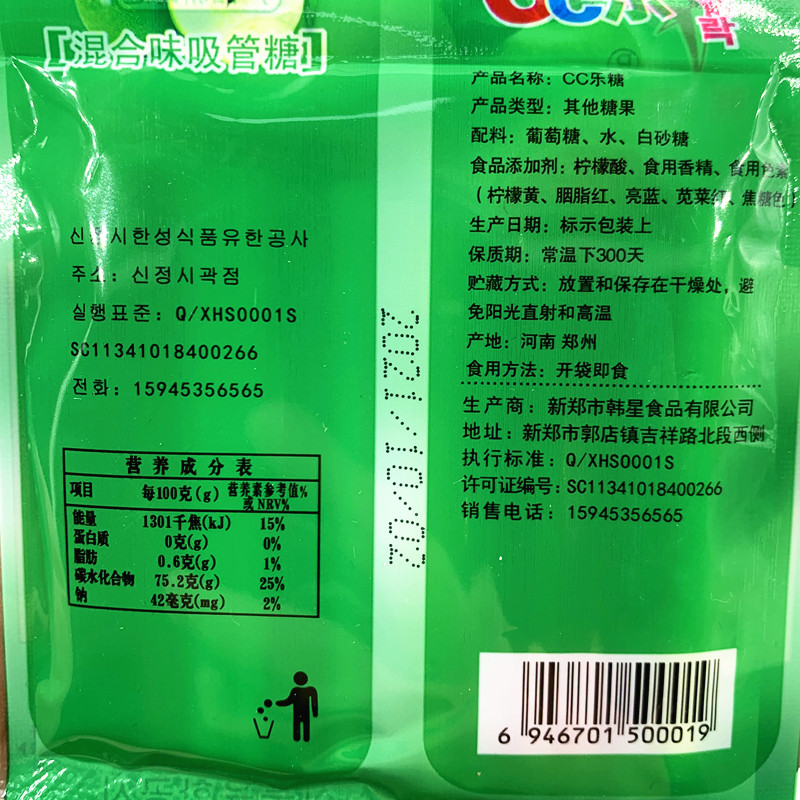 【混合味吸管糖】
CC乐
락
产品名称：CC乐糖
产品类型：其他糖果
配料：葡萄糖、水、白砂糖
食品添加剂：柠檬酸、食用香精、食用色素
（柠檬黄、胭脂红、亮蓝、苋菜红、焦糖色）
生产日期：标示包装上
保质期：常温下300天
贮藏方式：放置和保存在干燥处，避
免阳光直射和高温
产地：河南 郑州
食用方法：开袋即食
生产商：新郑市韩星食品有限公司
地址：新郑市郭店镇吉祥路北段西侧
执行标准：Q/XHS0001S
许可证编号：SC11341018400266
销售电话：15945356565
시한성식품유한공사
주소：신정시곽점
실행표준：Q/XHS0001S
SC11341018400266
전화：15945356565
2021/10/02
营养成分表
项目 每100克(g) 营养素参考值%或NRV%
能量 1301千焦(kJ) 15%
蛋白质 0克(g) 0%
脂肪 0.6克(g) 1%
碳水化合物 75.2克(g) 25%
钠 42毫克(mg) 2%
6 946701 500019